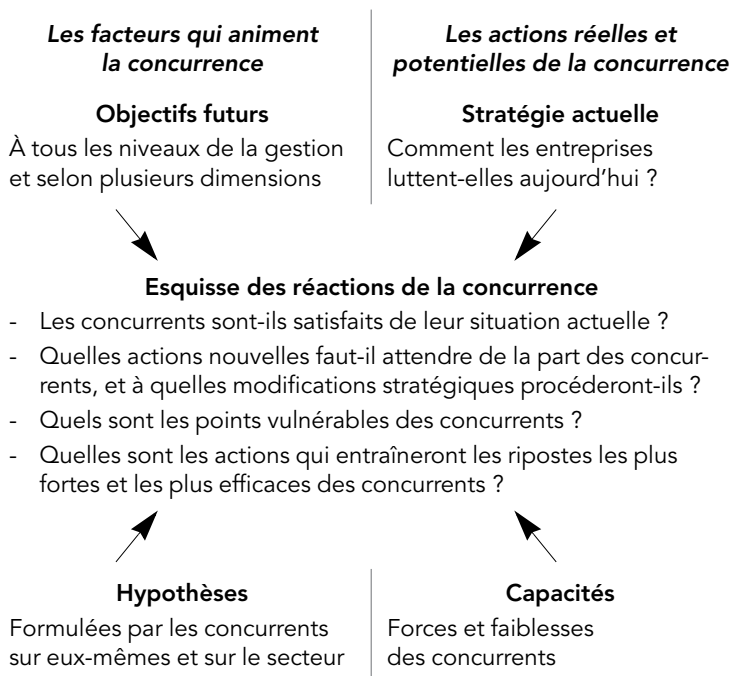 Les facteurs qui animent
la concurrence
Les actions réelles et
potentielles de la concurrence
Objectifs futurs
À tous les niveaux de la gestion
et selon plusieurs dimensions
Stratégie actuelle
Comment les entreprises
luttent-elles aujourd’hui ?
Esquisse des réactions de la concurrence
- Les concurrents sont-ils satisfaits de leur situation actuelle ?
- Quelles actions nouvelles faut-il attendre de la part des concur-
rents, et à quelles modifications stratégiques procéderont-ils ?
- Quels sont les points vulnérables des concurrents ?
- Quelles sont les actions qui entraîneront les ripostes les plus
fortes et les plus efficaces des concurrents ?
Hypothèses
Formulées par les concurrents
sur eux-mêmes et sur le secteur
Capacités
Forces et faiblesses
des concurrents